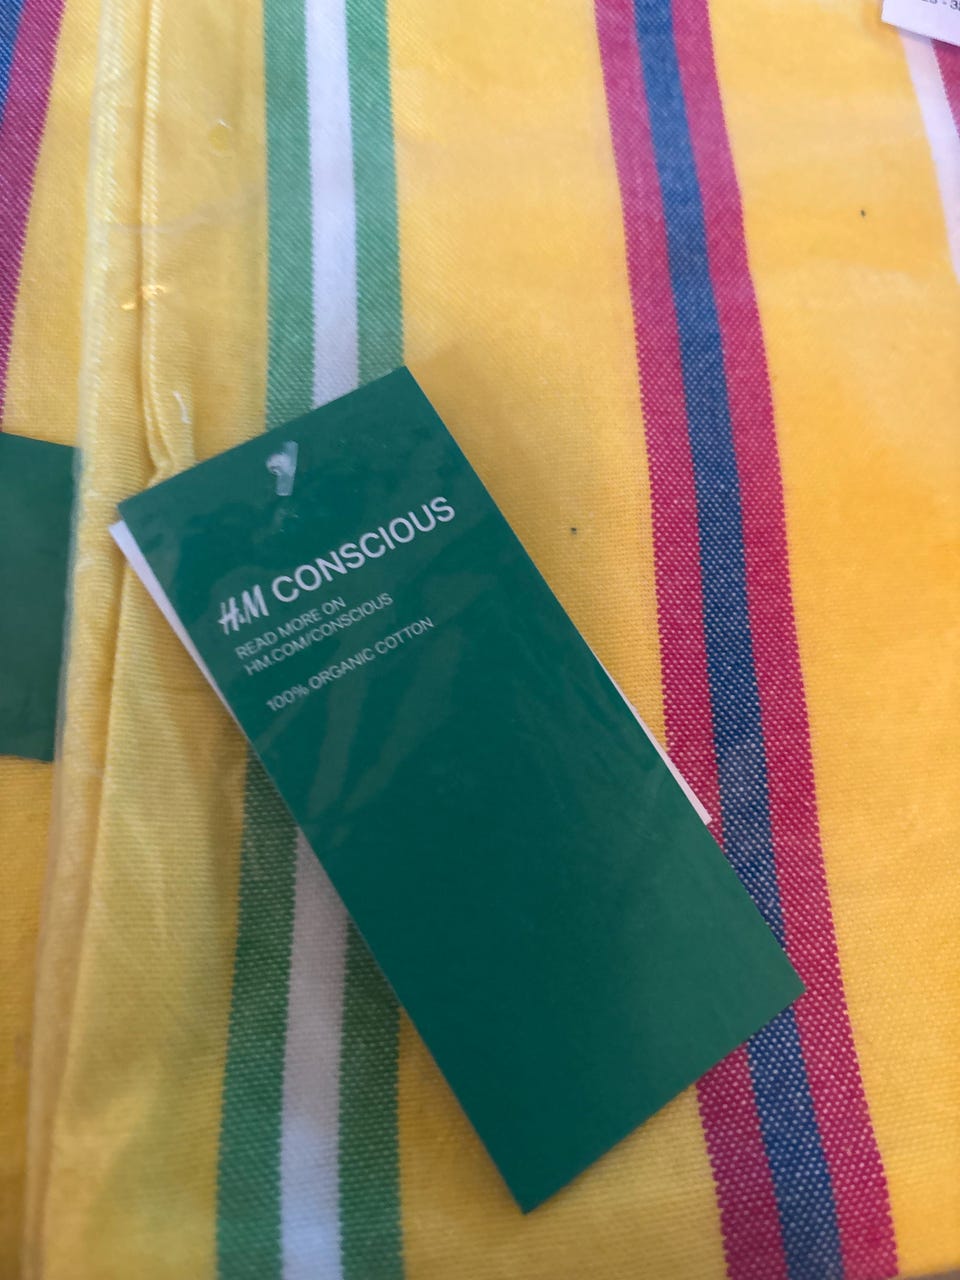 H&M CONSCIOUS
READ MORE ON
HM.COM/CONSCIOUS
100% ORGANIC COTTON